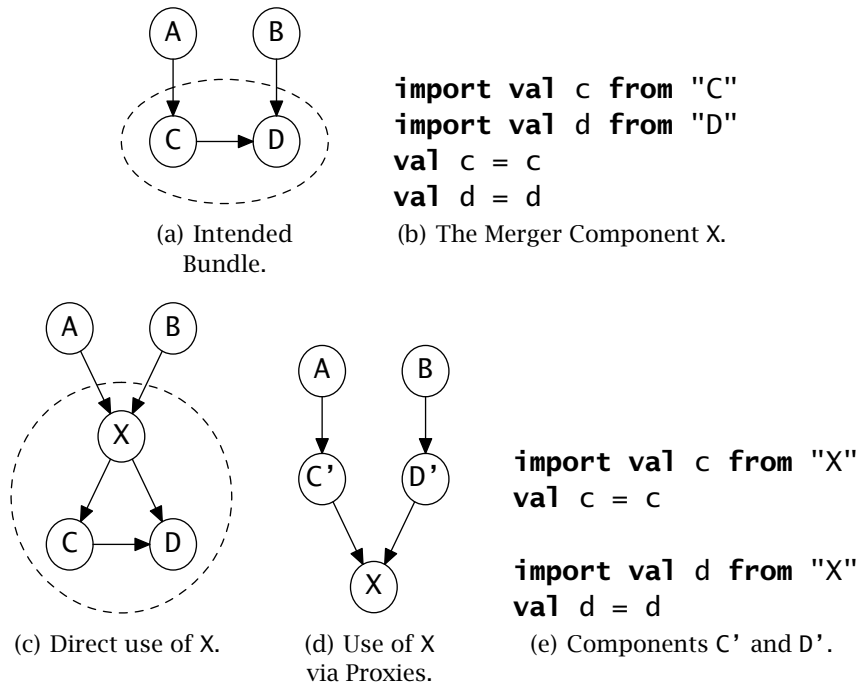 A
B
C
D
(a) Intended
Bundle.
import val c from "C"
import val d from "D"
val c = c
val d = d
(b) The Merger Component X.
A
B
X
C
D
(c) Direct use of X.
A
B
C'
D'
X
(d) Use of X
via Proxies.
import val c from "X"
val c = c
import val d from "X"
val d = d
(e) Components C' and D'.